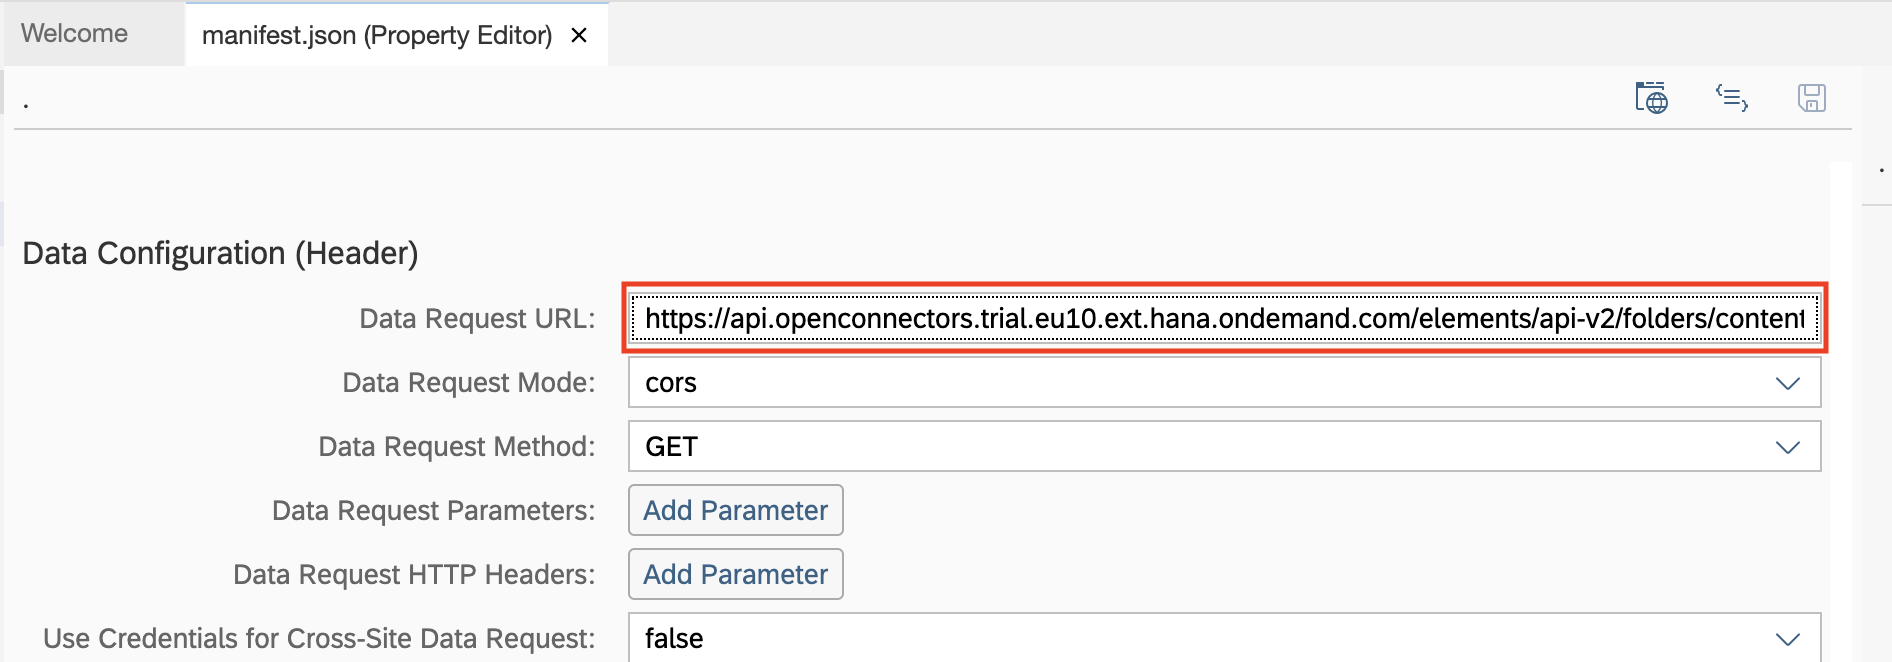 Welcome
manifest.json (Property Editor)
Data Configuration (Header)
Data Request URL: https://api.openconnectors.trial.eu10.ext.hana.ondemand.com/elements/api-v2/folders/content
Data Request Mode: cors
Data Request Method: GET
Data Request Parameters: Add Parameter
Data Request HTTP Headers: Add Parameter
Use Credentials for Cross-Site Data Request: false